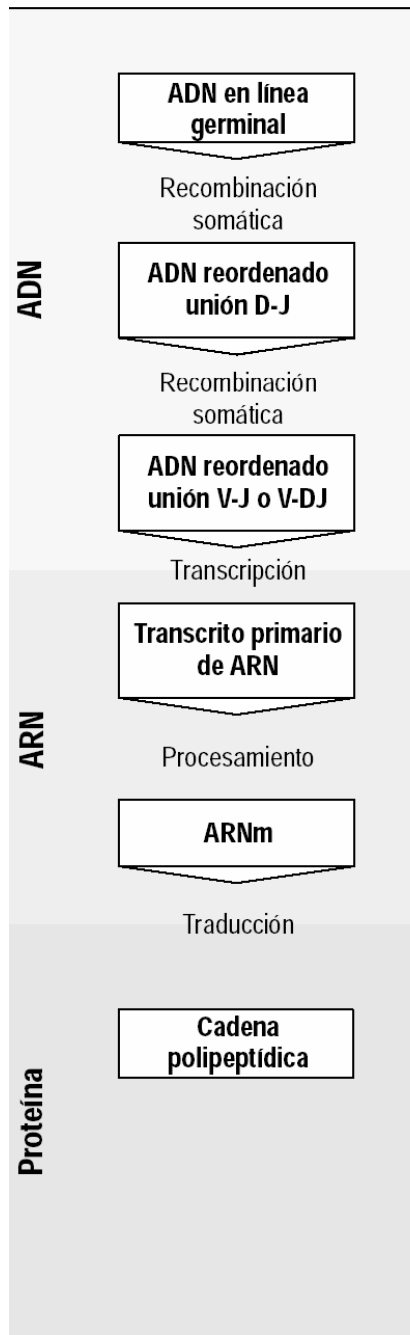 ADN
ADN en línea
germinal
Recombinación
somática
ADN reordenado
unión D-J
Recombinación
somática
ADN reordenado
unión V-J o V-DJ
Transcripción
ARN
Transcrito primario
de ARN
Procesamiento
ARNm
Traducción
Proteína
Cadena
polipeptídica